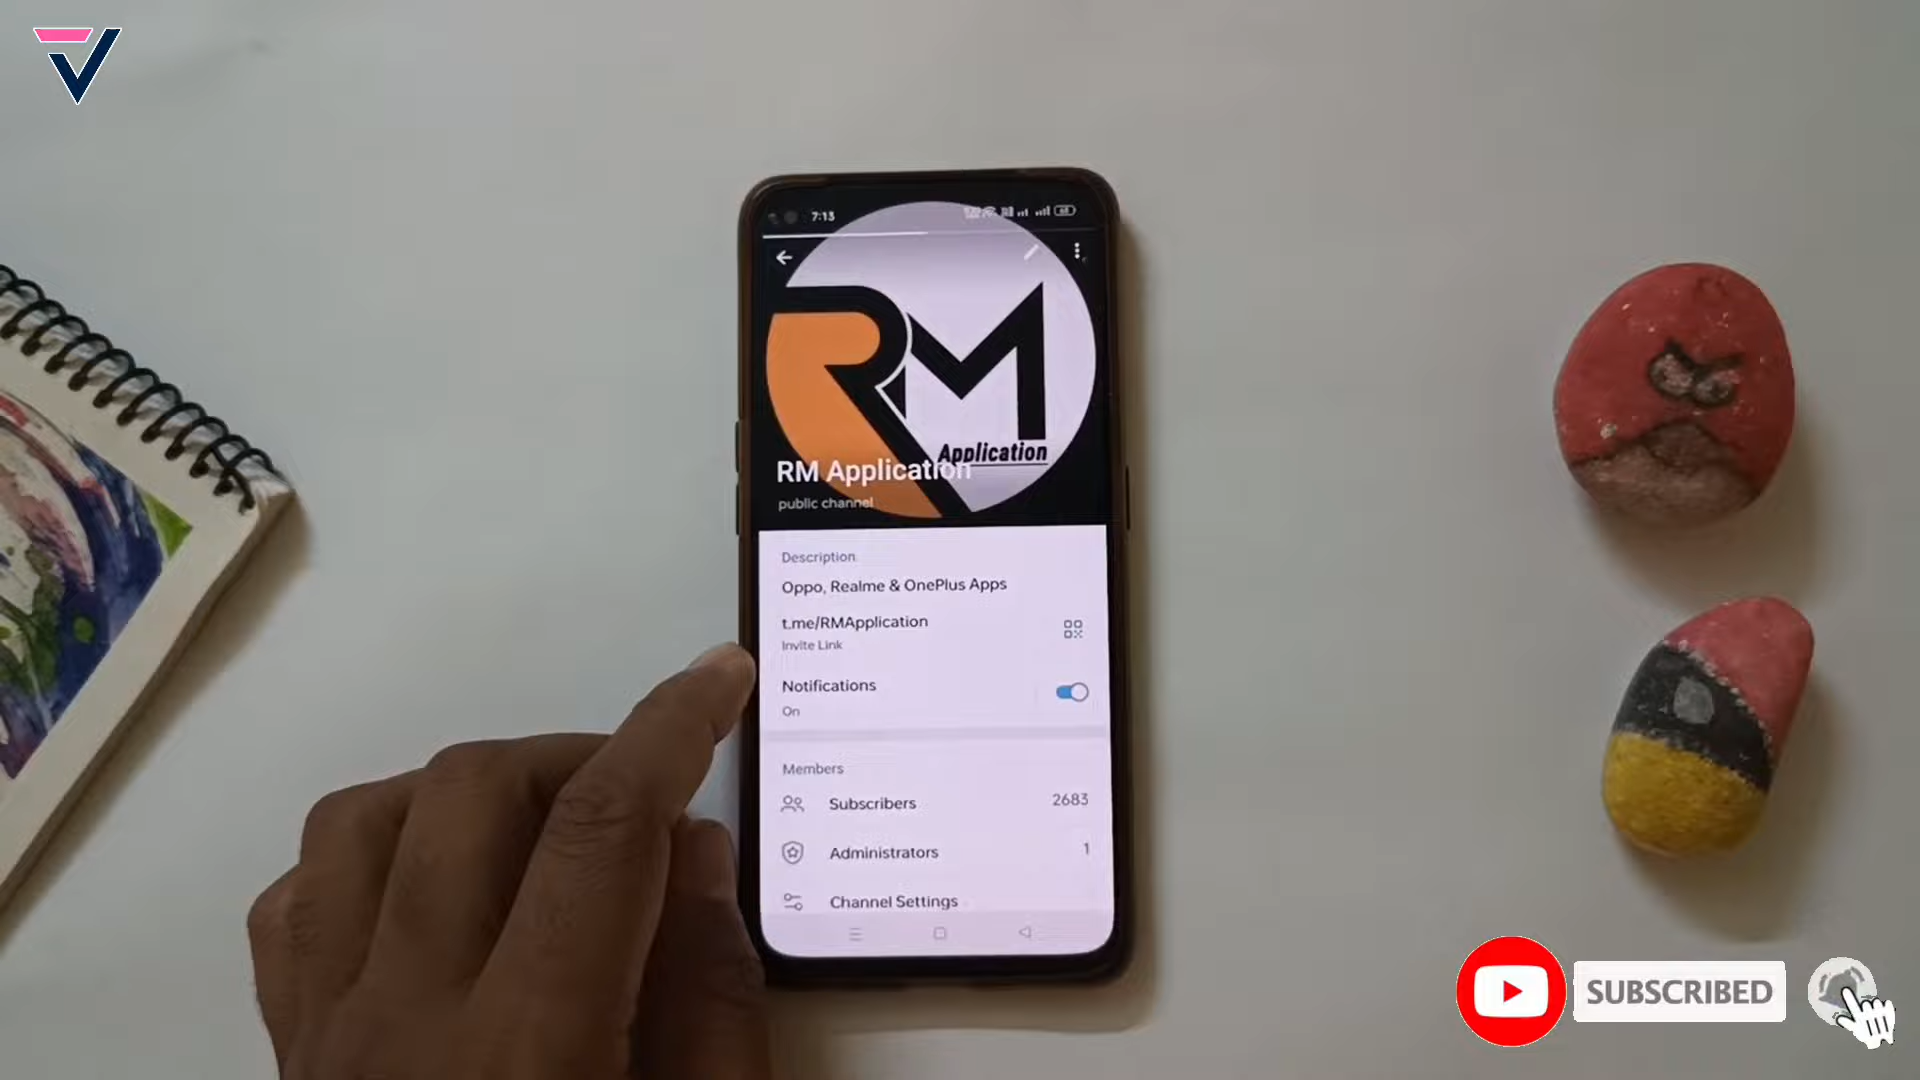 7:13
RM
Application
RM Application
public channel
Description
Oppo, Realme & OnePlus Apps
t.me/RMApplication
Invite Link
Notifications
On
Members
Subscribers 2683
Administrators 1
Channel Settings
SUBSCRIBED